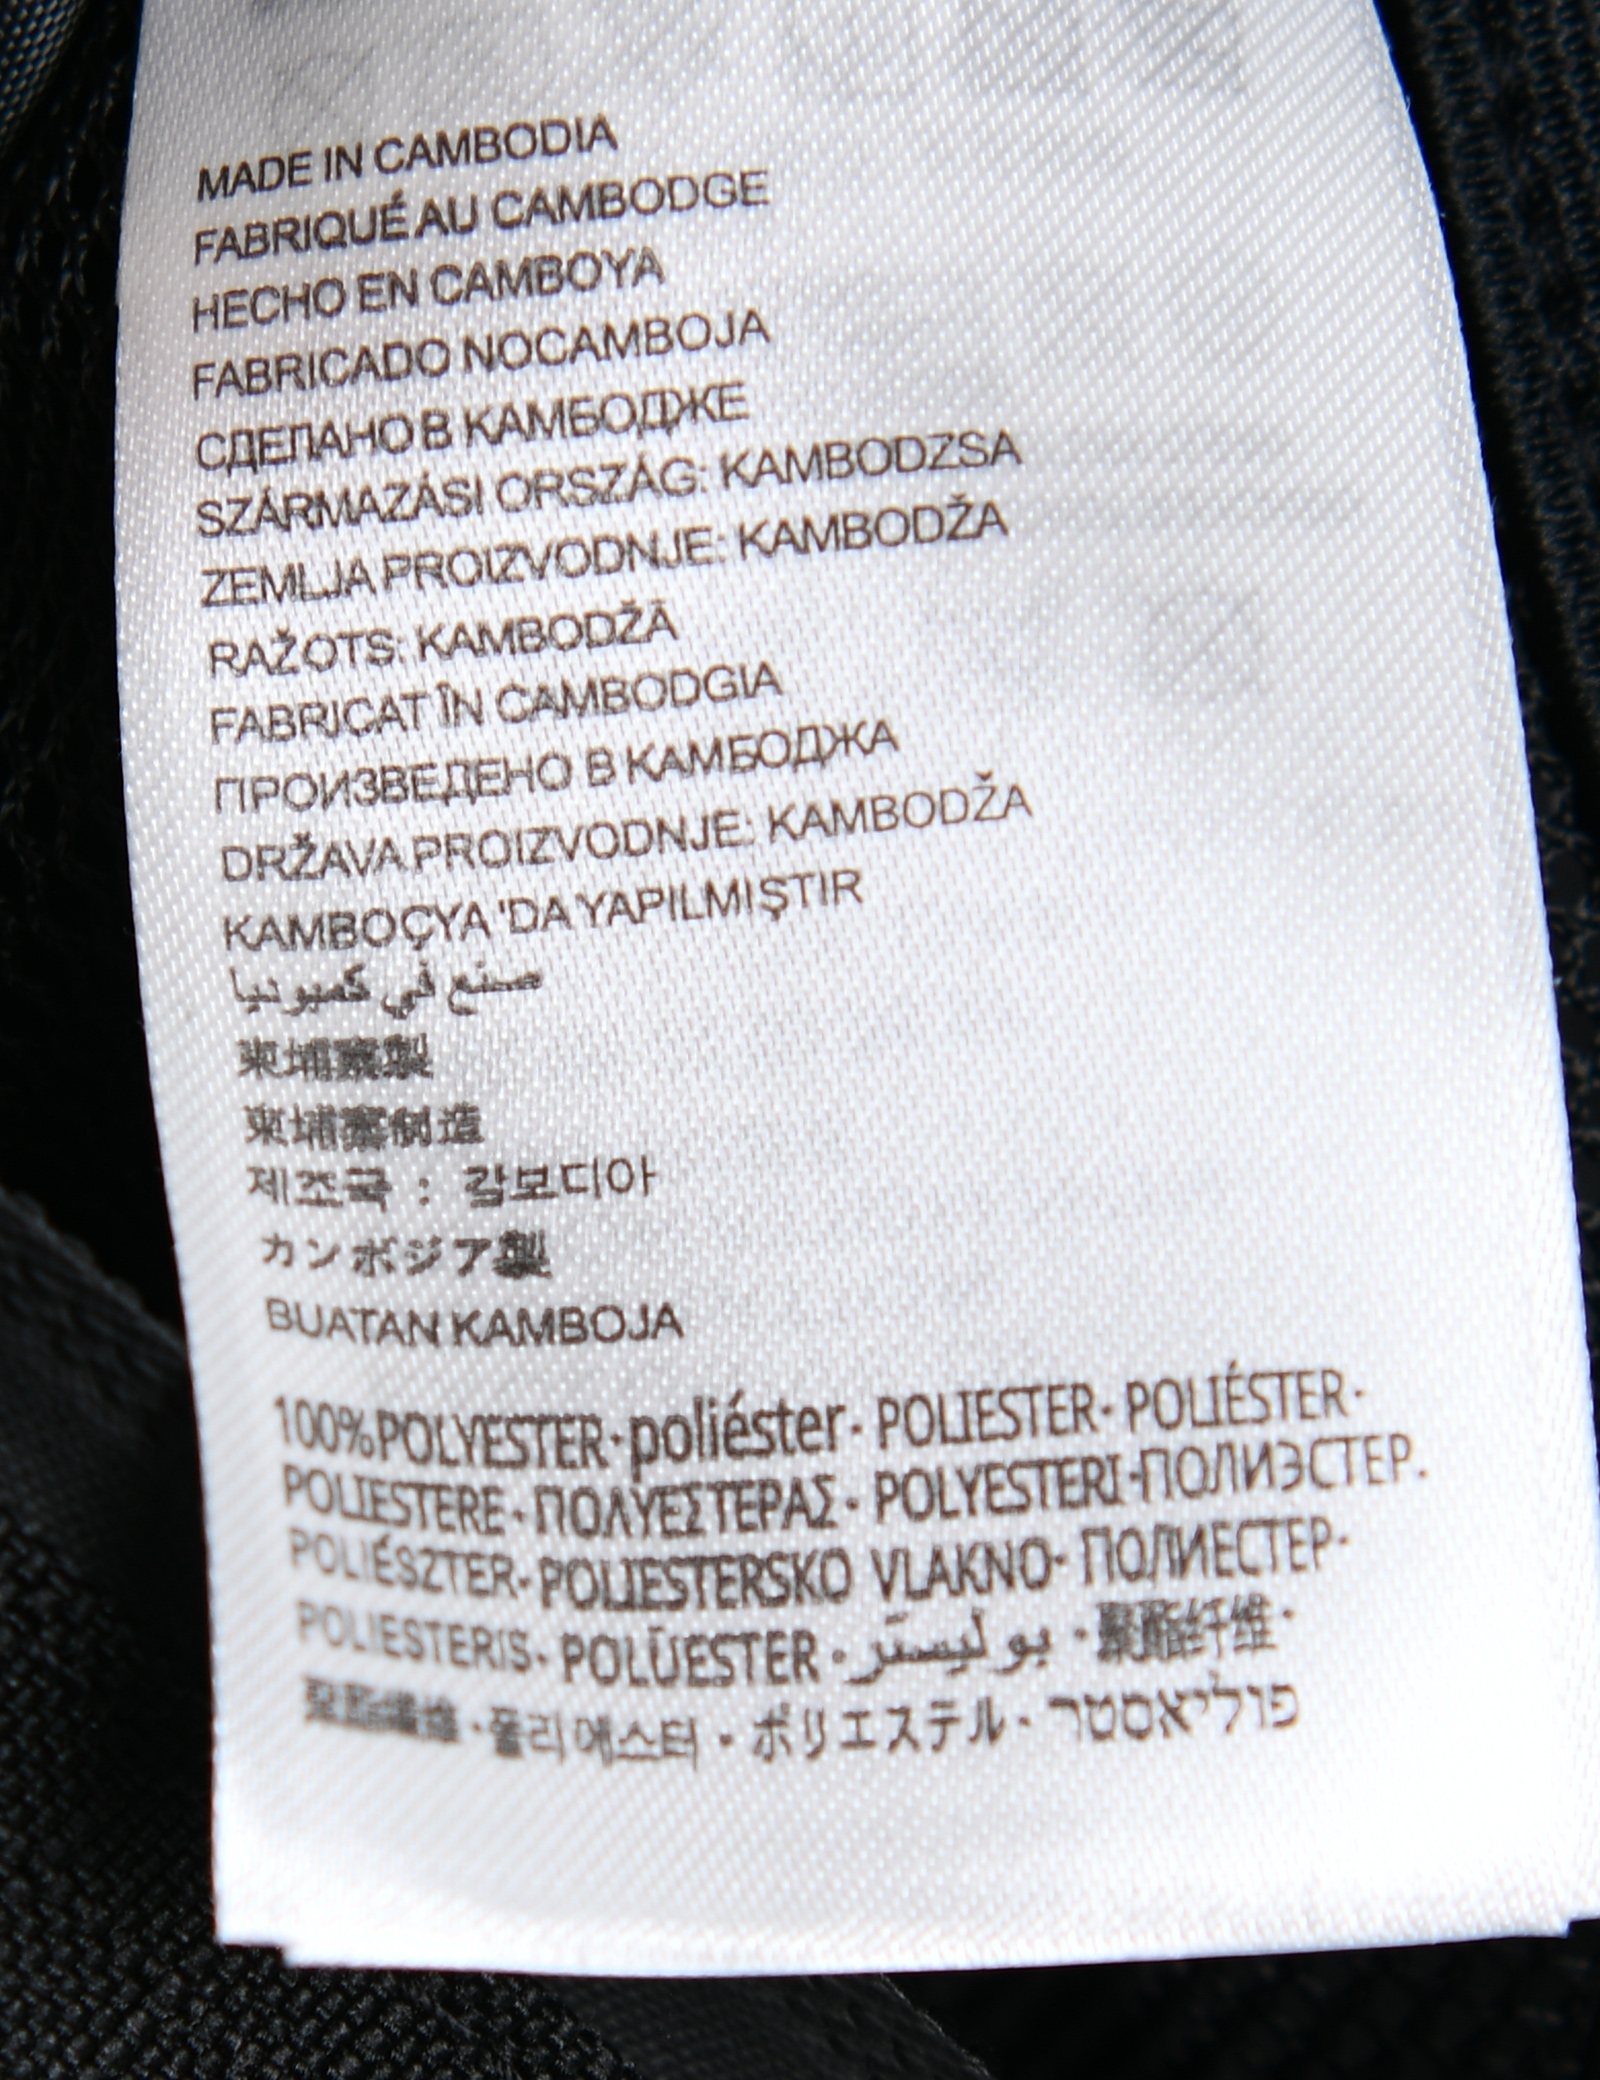 MADE IN CAMBODIA
FABRIQUÉ AU CAMBODGE
HECHO EN CAMBOYA
FABRICADO NOCAMBOJA
СДЕПАНО В КАМБОДЖЕ
SZÁRMAZÁSI ORSZÁG: KAMBODZSA
ZEMLJA PROIZVODNJE: KAMBODŽA
RAŽOTS: KAMBODŽĀ
FABRICAT ÎN CAMBODGIA
ПРОИЗВЕДЕНО В КАМБОДЖА
DRŽAVA PROIZVODNJE: KAMBODŽA
KAMBOÇYA 'DA YAPILMIŞTIR
صنع في كمبوديا
柬埔寨製
柬埔寨制造
제조국 : 캄보디아
カンボジア製
BUATAN KAMBOJA
100%POLYESTER·poliéster· POLIESTER· POLIÉSTER·
POLIESTERE· ΠΟΛΥΕΣΤΕΡΑΣ· POLYESTERI·ПОЛИЭСТЕР.
POLIÉSZTER· POLIESTERSKO VLAKNO· ПОЛИЕСТЕР·
POLIESTERIS· POLÜESTER· بوليستر ·聚酯纤维·
聚酯纖維·폴리에스터 · ポリエステル· פוליאסטר